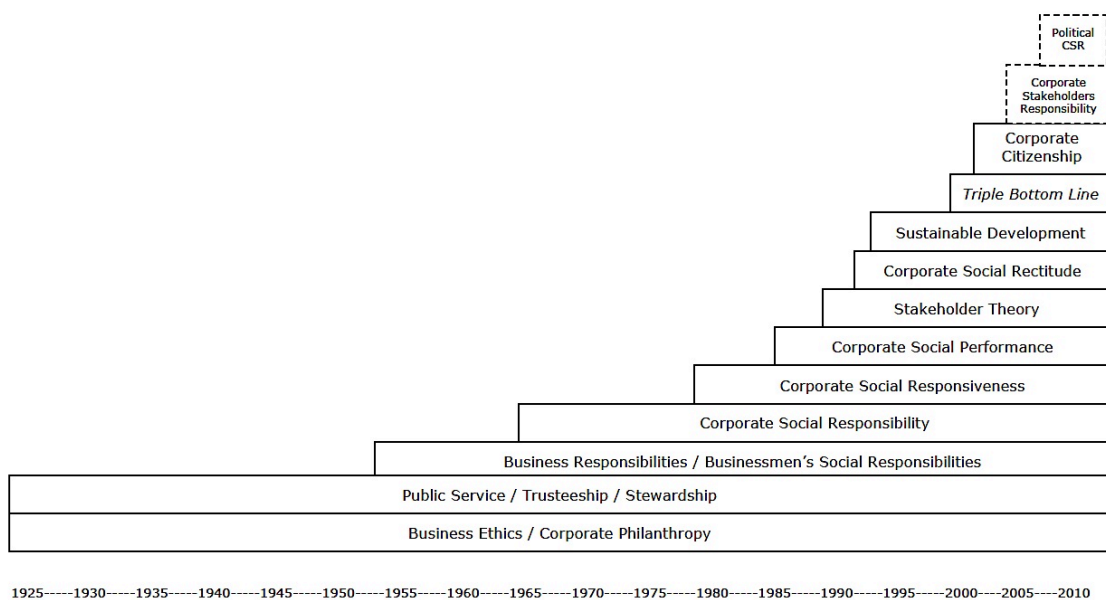 Political
CSR
Corporate
Stakeholders
Responsibility
Corporate
Citizenship
Triple Bottom Line
Sustainable Development
Corporate Social Rectitude
Stakeholder Theory
Corporate Social Performance
Corporate Social Responsiveness
Corporate Social Responsibility
Business Responsibilities / Businessmen’s Social Responsibilities
Public Service / Trusteeship / Stewardship
Business Ethics / Corporate Philanthropy
1925-----1930-----1935-----1940-----1945-----1950-----1955-----1960-----1965-----1970-----1975-----1980-----1985-----1990-----1995-----2000-----2005-----2010